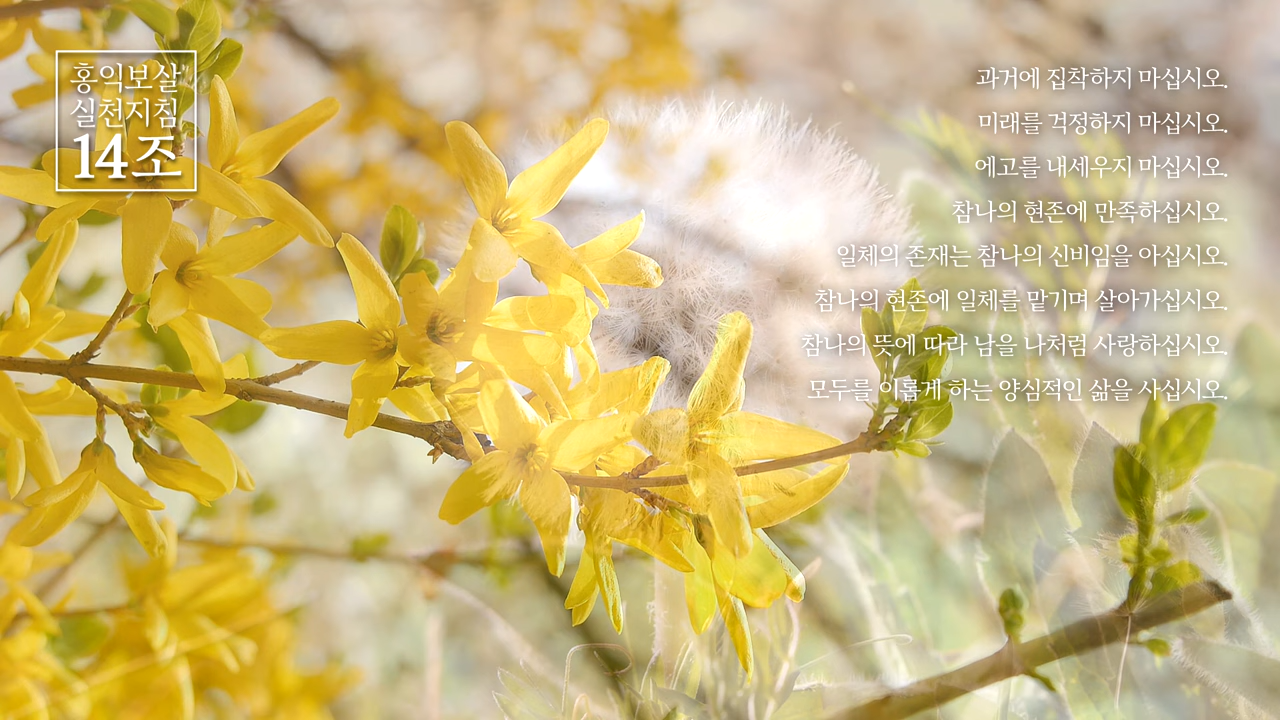 홍익보살
실천지침
14조
과거에 집착하지 마십시오.
미래를 걱정하지 마십시오.
에고를 내세우지 마십시오.
참나의 현존에 만족하십시오.
일체의 존재는 참나의 신비임을 아십시오.
참나의 현존에 일체를 맡기며 살아가십시오.
참나의 뜻에 따라 남을 나처럼 사랑하십시오.
모두를 이롭게 하는 양심적인 삶을 사십시오.